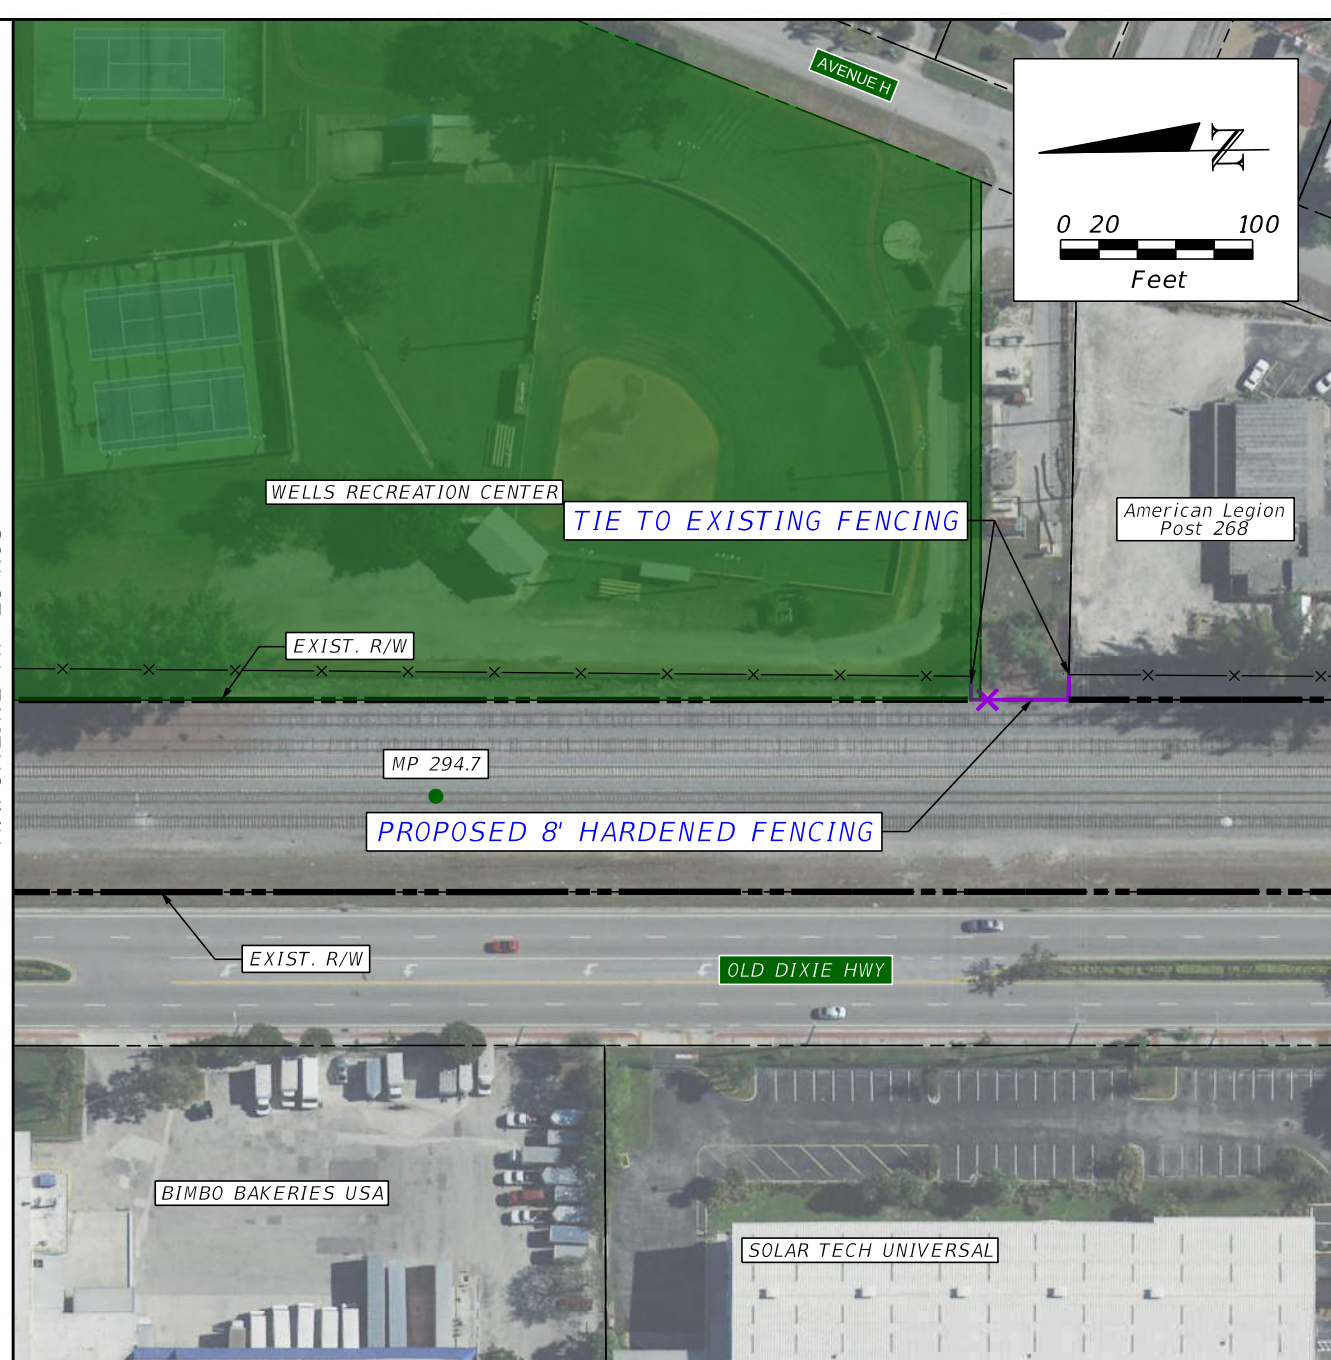 AVENUE H
N
0 20 100
Feet
WELLS RECREATION CENTER
TIE TO EXISTING FENCING
American Legion
Post 268
EXIST. R/W
MP 294.7
PROPOSED 8' HARDENED FENCING
EXIST. R/W
OLD DIXIE HWY
BIMBO BAKERIES USA
SOLAR TECH UNIVERSAL